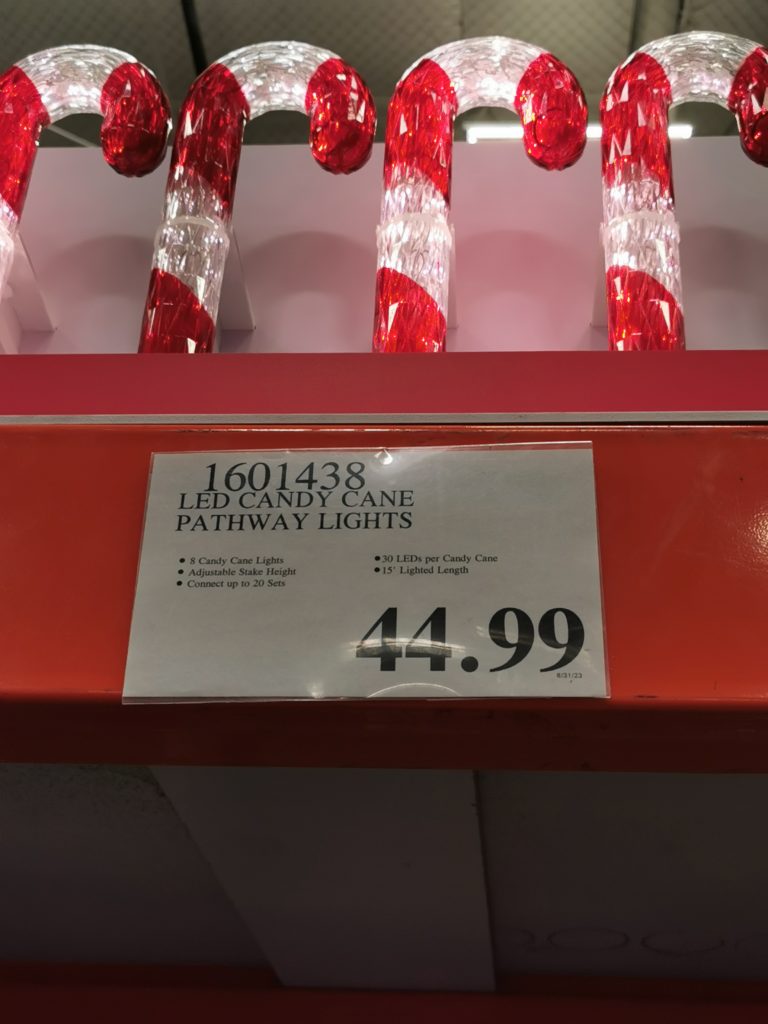 1601438
LED CANDY CANE
PATHWAY LIGHTS
• 8 Candy Cane Lights
• Adjustable Stake Height
• Connect up to 20 Sets
• 30 LEDs per Candy Cane
• 15' Lighted Length
44.99
8/31/23